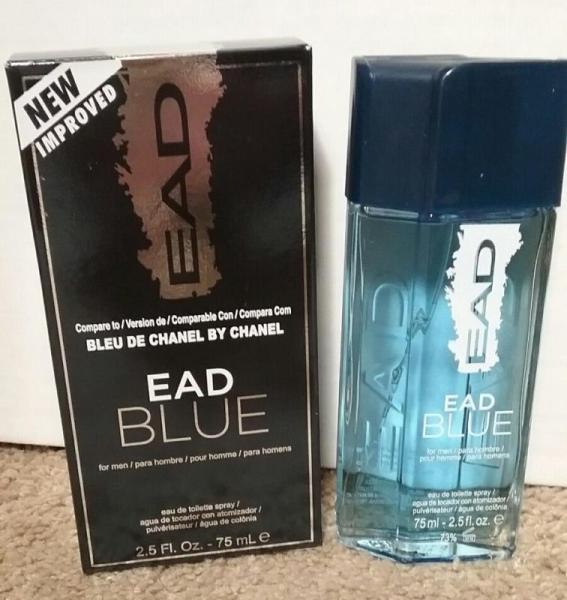 NEW
IMPROVED
EAD
Compare to / Version de / Comparable Con / Compara Com
BLEU DE CHANEL BY CHANEL
EAD
BLUE
for men / para hombre / pour homme / para homens
eau de toilette spray /
agua de tocador con atomizador /
pulvérisateur / água de colônia
2.5 Fl. Oz. - 75 mL e
EAD
EAD
BLUE
for men / para hombre /
pour homme / para homens
eau de toilette spray /
agua de tocador con atomizador /
pulvérisateur / água de colônia
75 ml - 2.5 fl. oz. e
73%